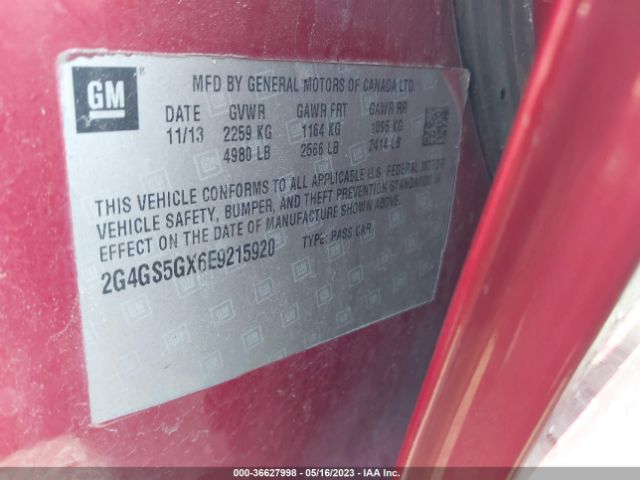 GM
MFD BY GENERAL MOTORS OF CANADA LTD.
DATE GVWR GAWR FRT GAWR RR
11/13 2259 KG 1164 KG 1095 KG
4980 LB 2566 LB 2414 LB
THIS VEHICLE CONFORMS TO ALL APPLICABLE U.S. FEDERAL MOTOR
VEHICLE SAFETY, BUMPER, AND THEFT PREVENTION STANDARDS IN
EFFECT ON THE DATE OF MANUFACTURE SHOWN ABOVE.
2G4GS5GX6E9215920 TYPE: PASS CAR
000-36627998 - 05/16/2023 - IAA Inc.